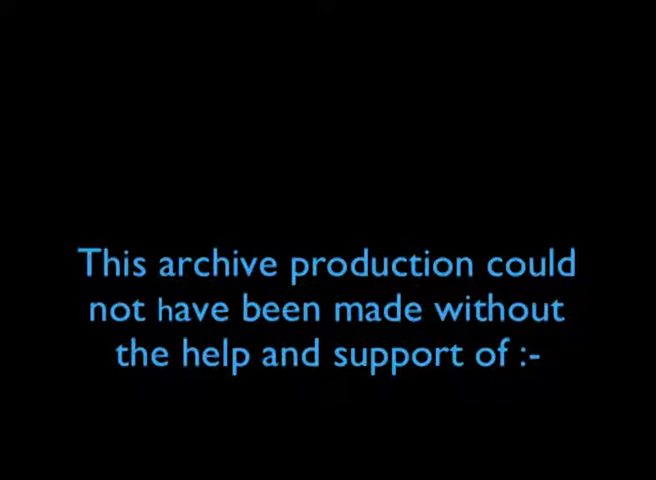 This archive production could
not have been made without
the help and support of :-